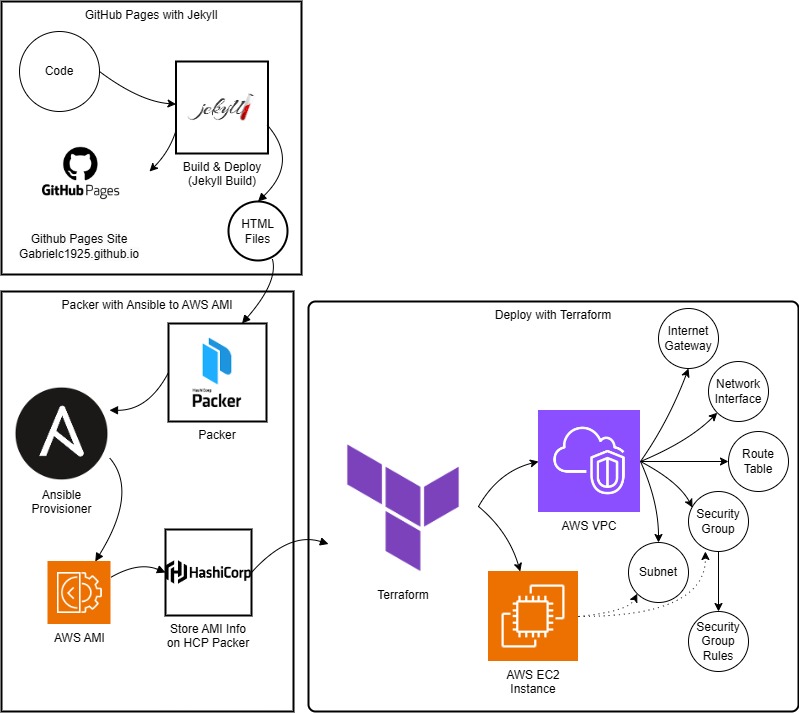 GitHub Pages with Jekyll
Code
jekyll
Build & Deploy
(Jekyll Build)
GitHub Pages
Github Pages Site
Gabrielc1925.github.io
HTML
Files
Packer with Ansible to AWS AMI
HashiCorp
Packer
Packer
Ansible
Provisioner
AWS AMI
HashiCorp
Store AMI Info
on HCP Packer
Deploy with Terraform
Terraform
AWS VPC
AWS EC2
Instance
Internet
Gateway
Network
Interface
Route
Table
Security
Group
Subnet
Security
Group
Rules